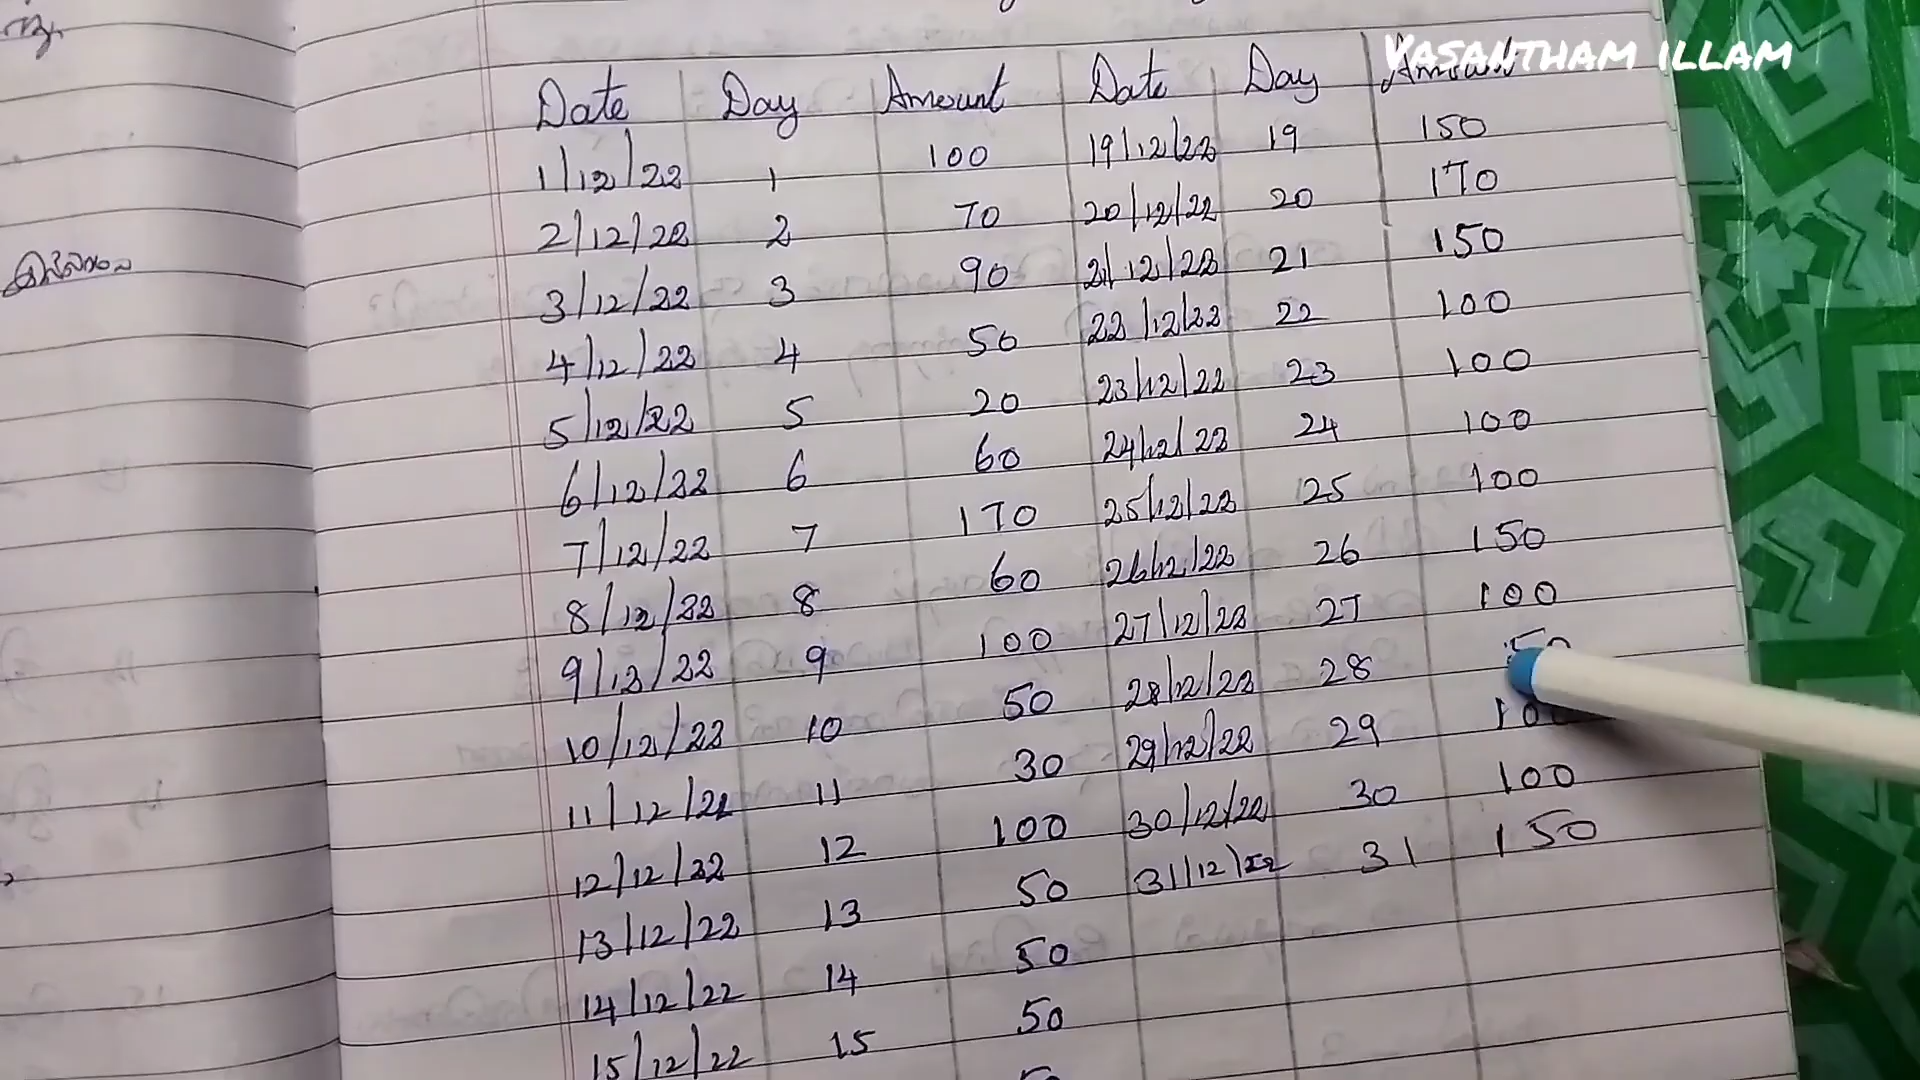 VASANTHAM ILLAM
Date Day Amount Date Day Amount
1/12/22 1 100 19/12/22 19 150
2/12/22 2 70 20/12/22 20 170
3/12/22 3 90 21/12/22 21 150
4/12/22 4 50 22/12/22 22 100
5/12/22 5 20 23/12/22 23 100
6/12/22 6 60 24/12/22 24 100
7/12/22 7 170 25/12/22 25 100
8/12/22 8 60 26/12/22 26 150
9/12/22 9 100 27/12/22 27 100
10/12/22 10 50 28/12/22 28 50
11/12/22 11 30 29/12/22 29 100
12/12/22 12 100 30/12/22 30 100
13/12/22 13 50 31/12/22 31 150
14/12/22 14 50
15/12/22 15 50